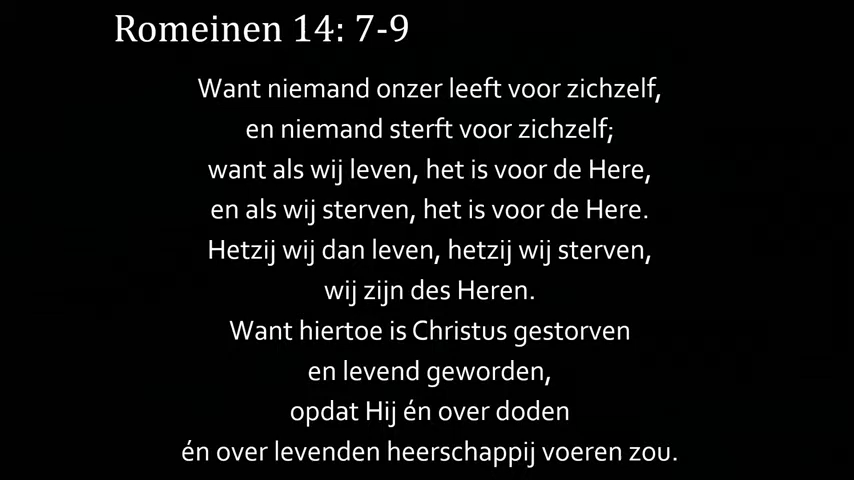 Romeinen 14: 7-9
Want niemand onzer leeft voor zichzelf,
en niemand sterft voor zichzelf;
want als wij leven, het is voor de Here,
en als wij sterven, het is voor de Here.
Hetzij wij dan leven, hetzij wij sterven,
wij zijn des Heren.
Want hiertoe is Christus gestorven
en levend geworden,
opdat Hij én over doden
én over levenden heerschappij voeren zou.